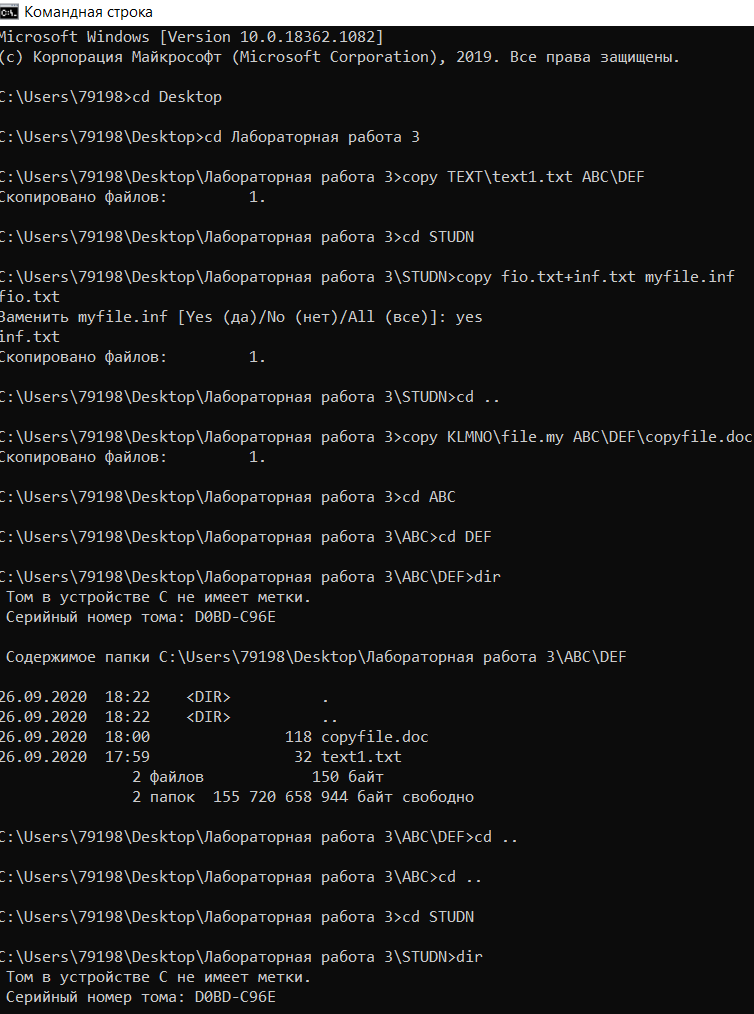 Командная строка
Microsoft Windows [Version 10.0.18362.1082]
(c) Корпорация Майкрософт (Microsoft Corporation), 2019. Все права защищены.
C:\Users\79198>cd Desktop
C:\Users\79198\Desktop>cd Лабораторная работа 3
C:\Users\79198\Desktop\Лабораторная работа 3>copy TEXT\text1.txt ABC\DEF
Скопировано файлов:         1.
C:\Users\79198\Desktop\Лабораторная работа 3>cd STUDN
C:\Users\79198\Desktop\Лабораторная работа 3\STUDN>copy fio.txt+inf.txt myfile.inf
fio.txt
Заменить myfile.inf [Yes (да)/No (нет)/All (все)]: yes
inf.txt
Скопировано файлов:         1.
C:\Users\79198\Desktop\Лабораторная работа 3\STUDN>cd ..
C:\Users\79198\Desktop\Лабораторная работа 3>copy KLMNO\file.my ABC\DEF\copyfile.doc
Скопировано файлов:         1.
C:\Users\79198\Desktop\Лабораторная работа 3>cd ABC
C:\Users\79198\Desktop\Лабораторная работа 3\ABC>cd DEF
C:\Users\79198\Desktop\Лабораторная работа 3\ABC\DEF>dir
Том в устройстве C не имеет метки.
Серийный номер тома: D0BD-C96E
Содержимое папки C:\Users\79198\Desktop\Лабораторная работа 3\ABC\DEF
26.09.2020  18:22    <DIR>          .
26.09.2020  18:22    <DIR>          ..
26.09.2020  18:00               118 copyfile.doc
26.09.2020  17:59                32 text1.txt
2 файлов            150 байт
2 папок  155 720 658 944 байт свободно
C:\Users\79198\Desktop\Лабораторная работа 3\ABC\DEF>cd ..
C:\Users\79198\Desktop\Лабораторная работа 3\ABC>cd ..
C:\Users\79198\Desktop\Лабораторная работа 3>cd STUDN
C:\Users\79198\Desktop\Лабораторная работа 3\STUDN>dir
Том в устройстве C не имеет метки.
Серийный номер тома: D0BD-C96E